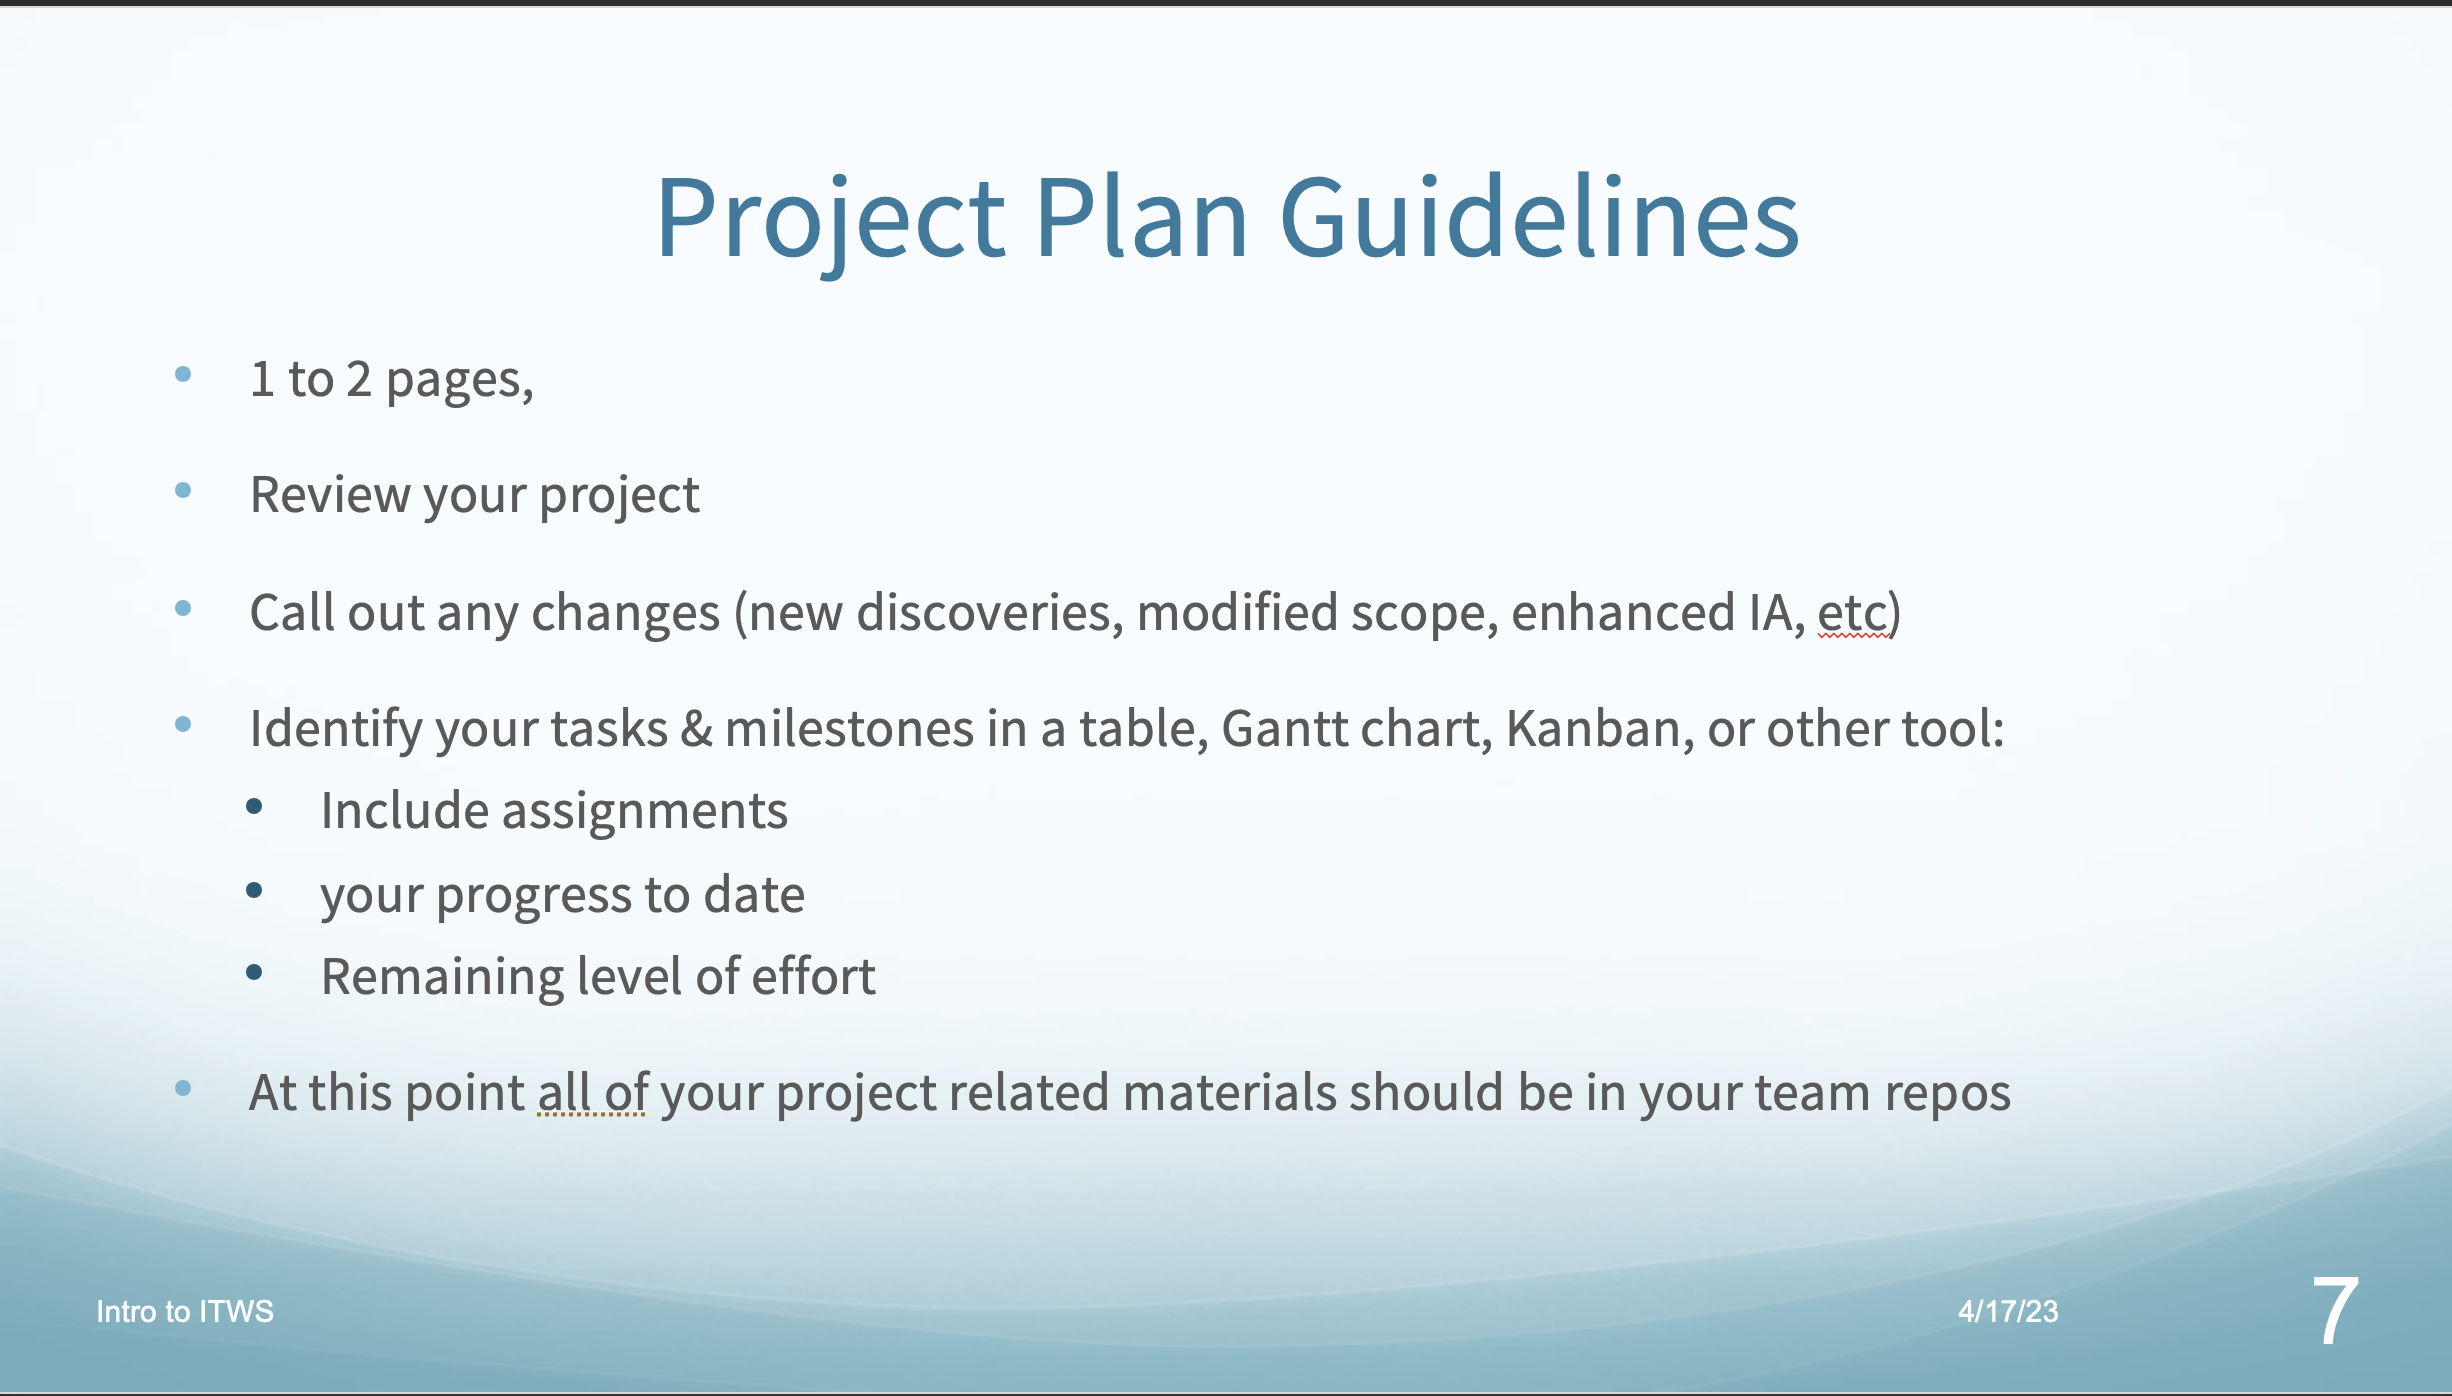 Project Plan Guidelines
• 1 to 2 pages,
• Review your project
• Call out any changes (new discoveries, modified scope, enhanced IA, etc)
• Identify your tasks & milestones in a table, Gantt chart, Kanban, or other tool:
• Include assignments
• your progress to date
• Remaining level of effort
• At this point all of your project related materials should be in your team repos
Intro to ITWS
4/17/23
7